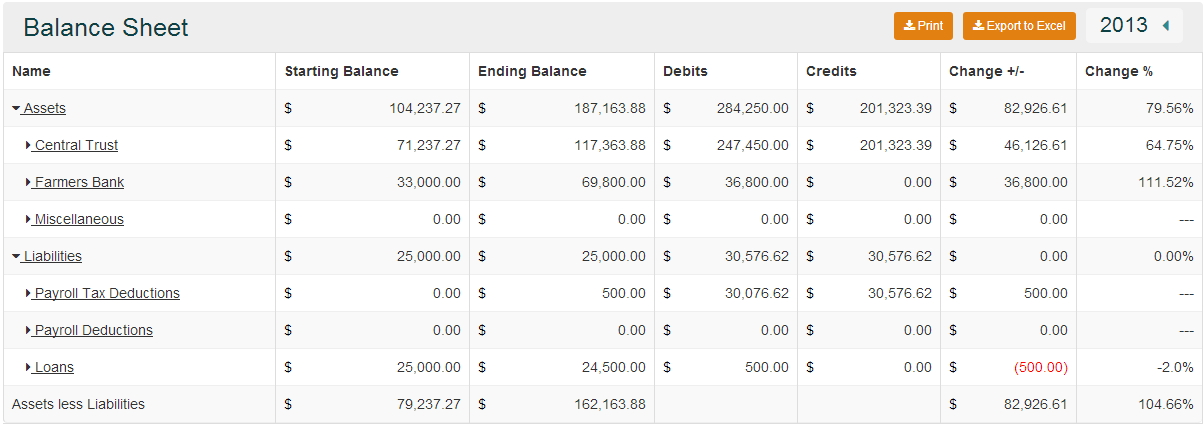 Balance Sheet Print Export to Excel 2013
Name Starting Balance Ending Balance Debits Credits Change +/- Change %
Assets $ 104,237.27 $ 187,163.88 $ 284,250.00 $ 201,323.39 $ 82,926.61 79.56%
Central Trust $ 71,237.27 $ 117,363.88 $ 247,450.00 $ 201,323.39 $ 46,126.61 64.75%
Farmers Bank $ 33,000.00 $ 69,800.00 $ 36,800.00 $ 0.00 $ 36,800.00 111.52%
Miscellaneous $ 0.00 $ 0.00 $ 0.00 $ 0.00 $ 0.00 ---
Liabilities $ 25,000.00 $ 25,000.00 $ 30,576.62 $ 30,576.62 $ 0.00 0.00%
Payroll Tax Deductions $ 0.00 $ 500.00 $ 30,076.62 $ 30,576.62 $ 500.00 ---
Payroll Deductions $ 0.00 $ 0.00 $ 0.00 $ 0.00 $ 0.00 ---
Loans $ 25,000.00 $ 24,500.00 $ 500.00 $ 0.00 $ (500.00) -2.0%
Assets less Liabilities $ 79,237.27 $ 162,163.88 $ 82,926.61 104.66%